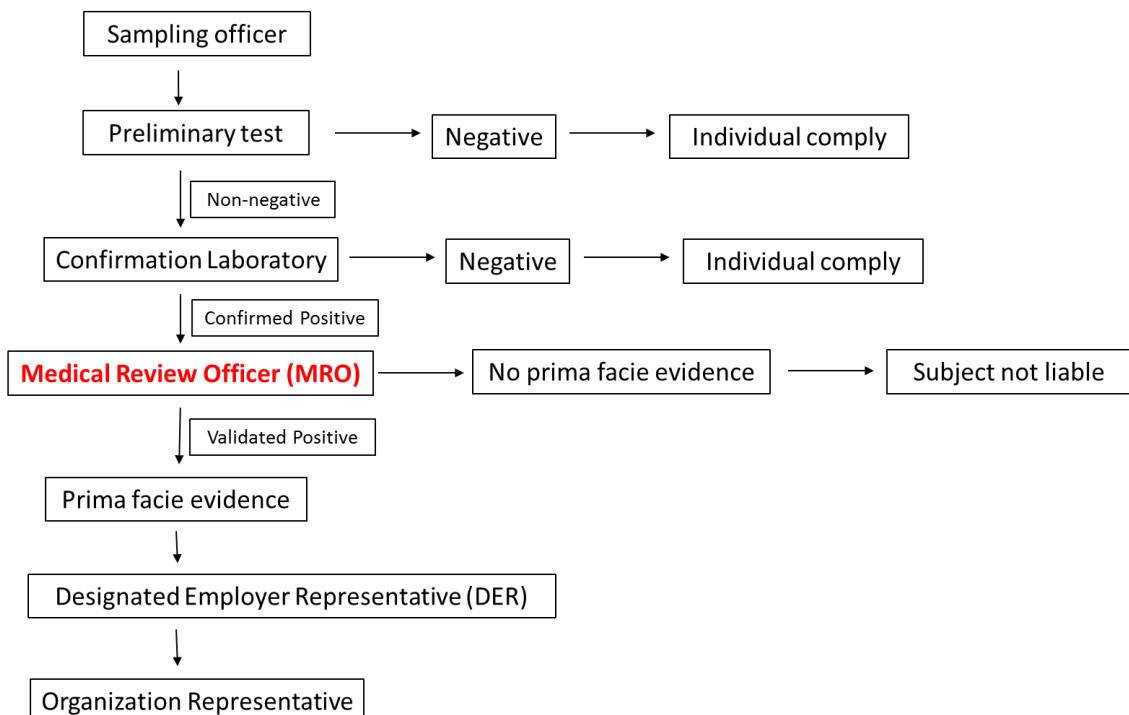 Sampling officer
Preliminary test
Negative
Individual comply
Non-negative
Confirmation Laboratory
Negative
Individual comply
Confirmed Positive
Medical Review Officer (MRO)
No prima facie evidence
Subject not liable
Validated Positive
Prima facie evidence
Designated Employer Representative (DER)
Organization Representative